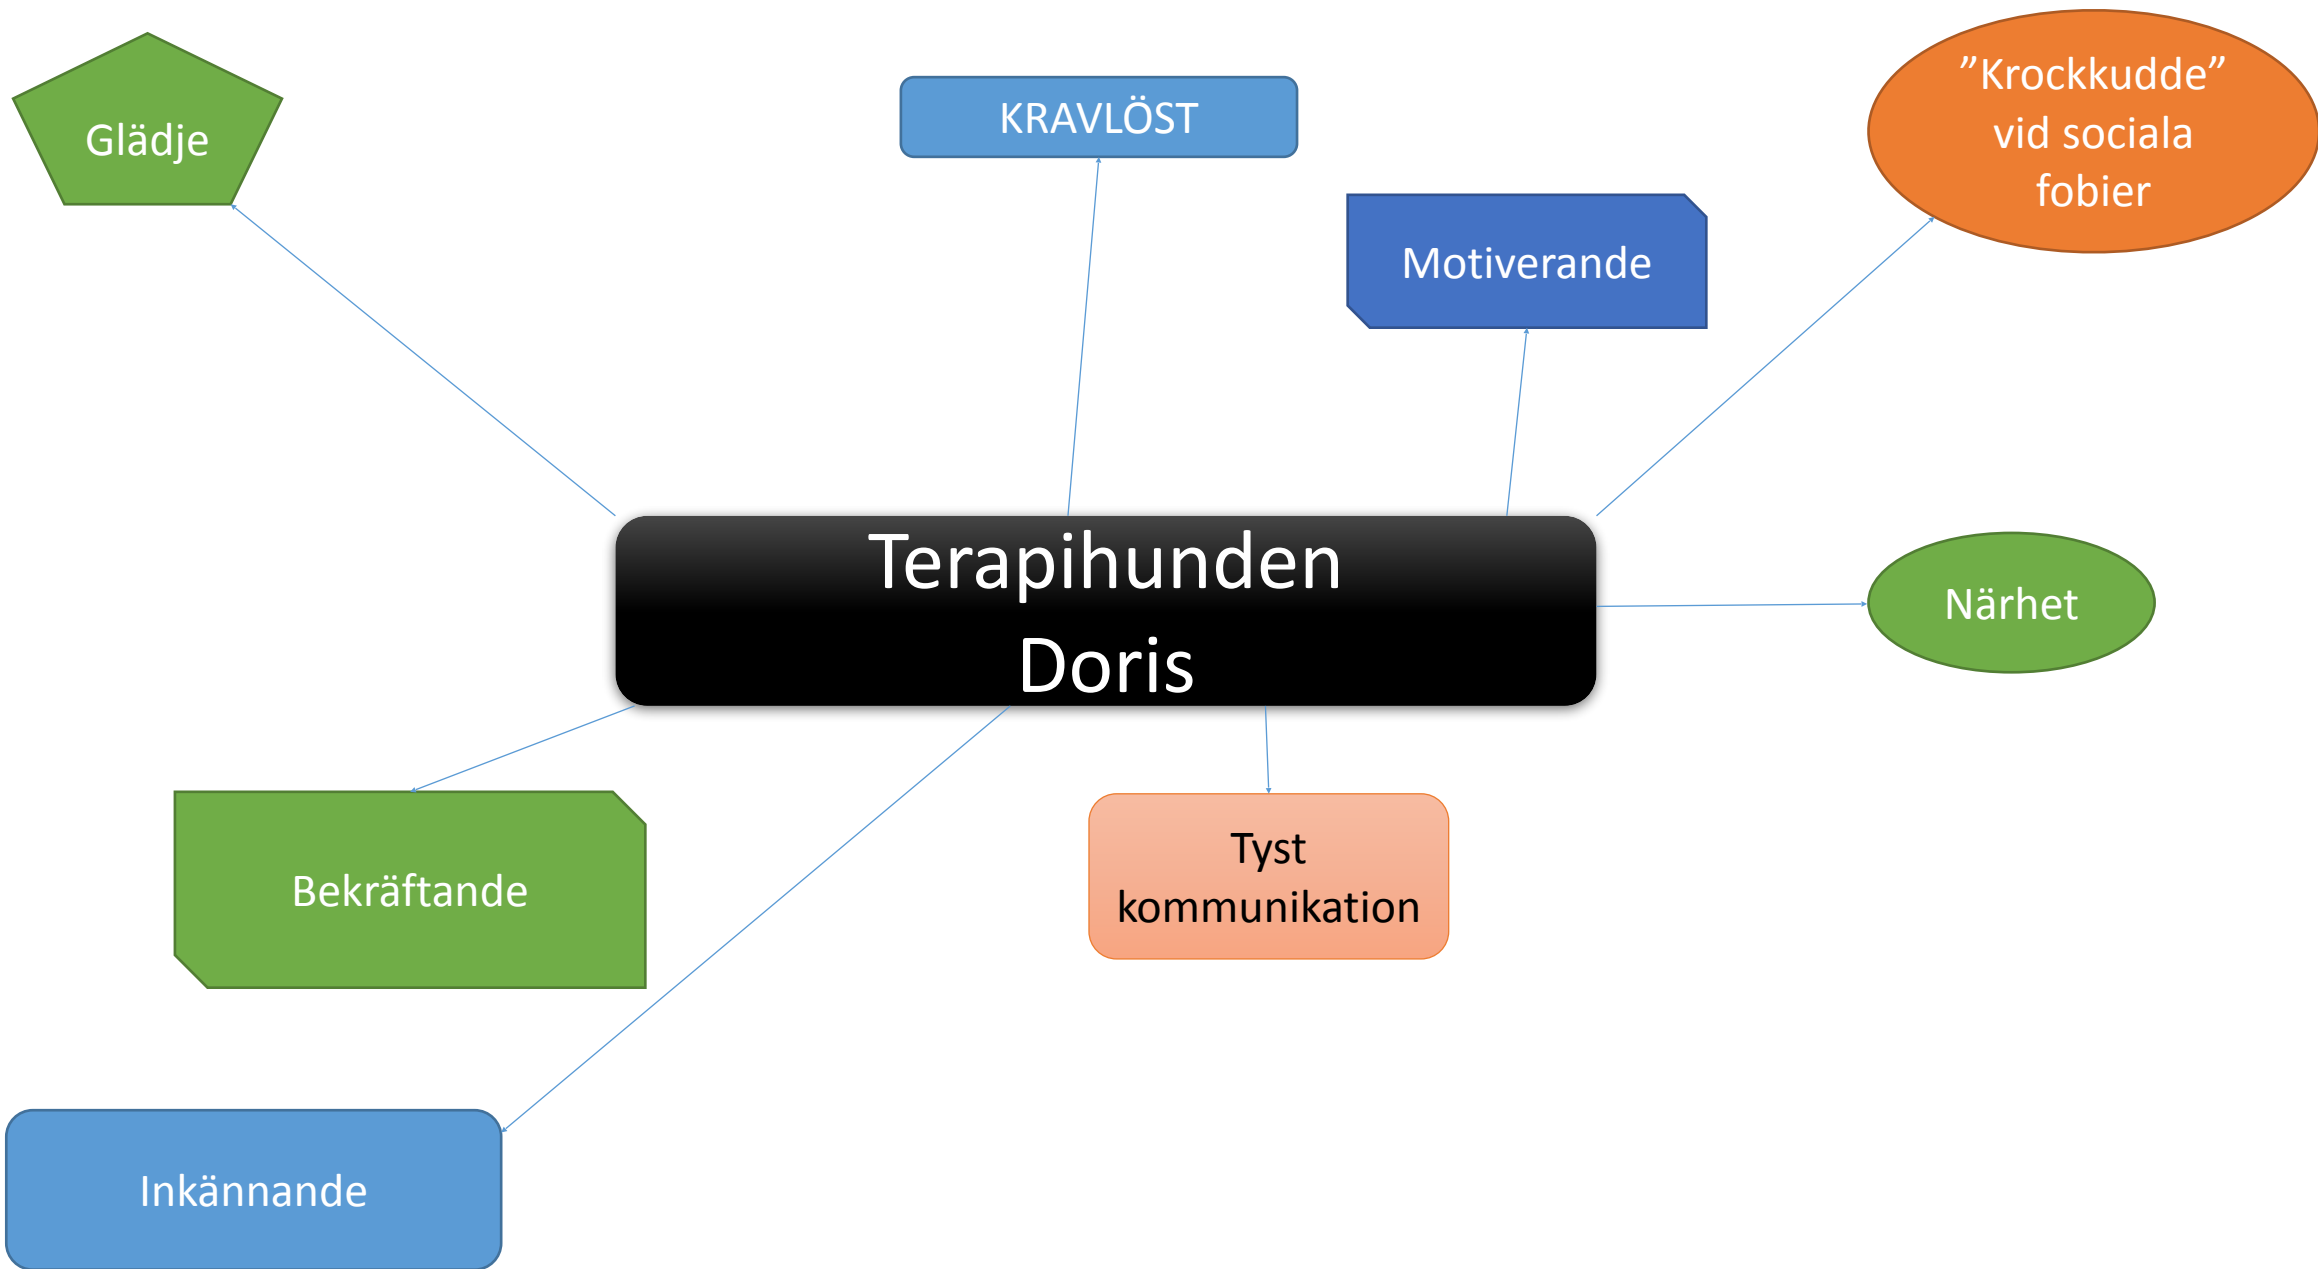 Glädje
KRAVLÖST
”Krockkudde”
vid sociala
fobier
Motiverande
Terapihunden
Doris
Närhet
Bekräftande
Tyst
kommunikation
Inkännande